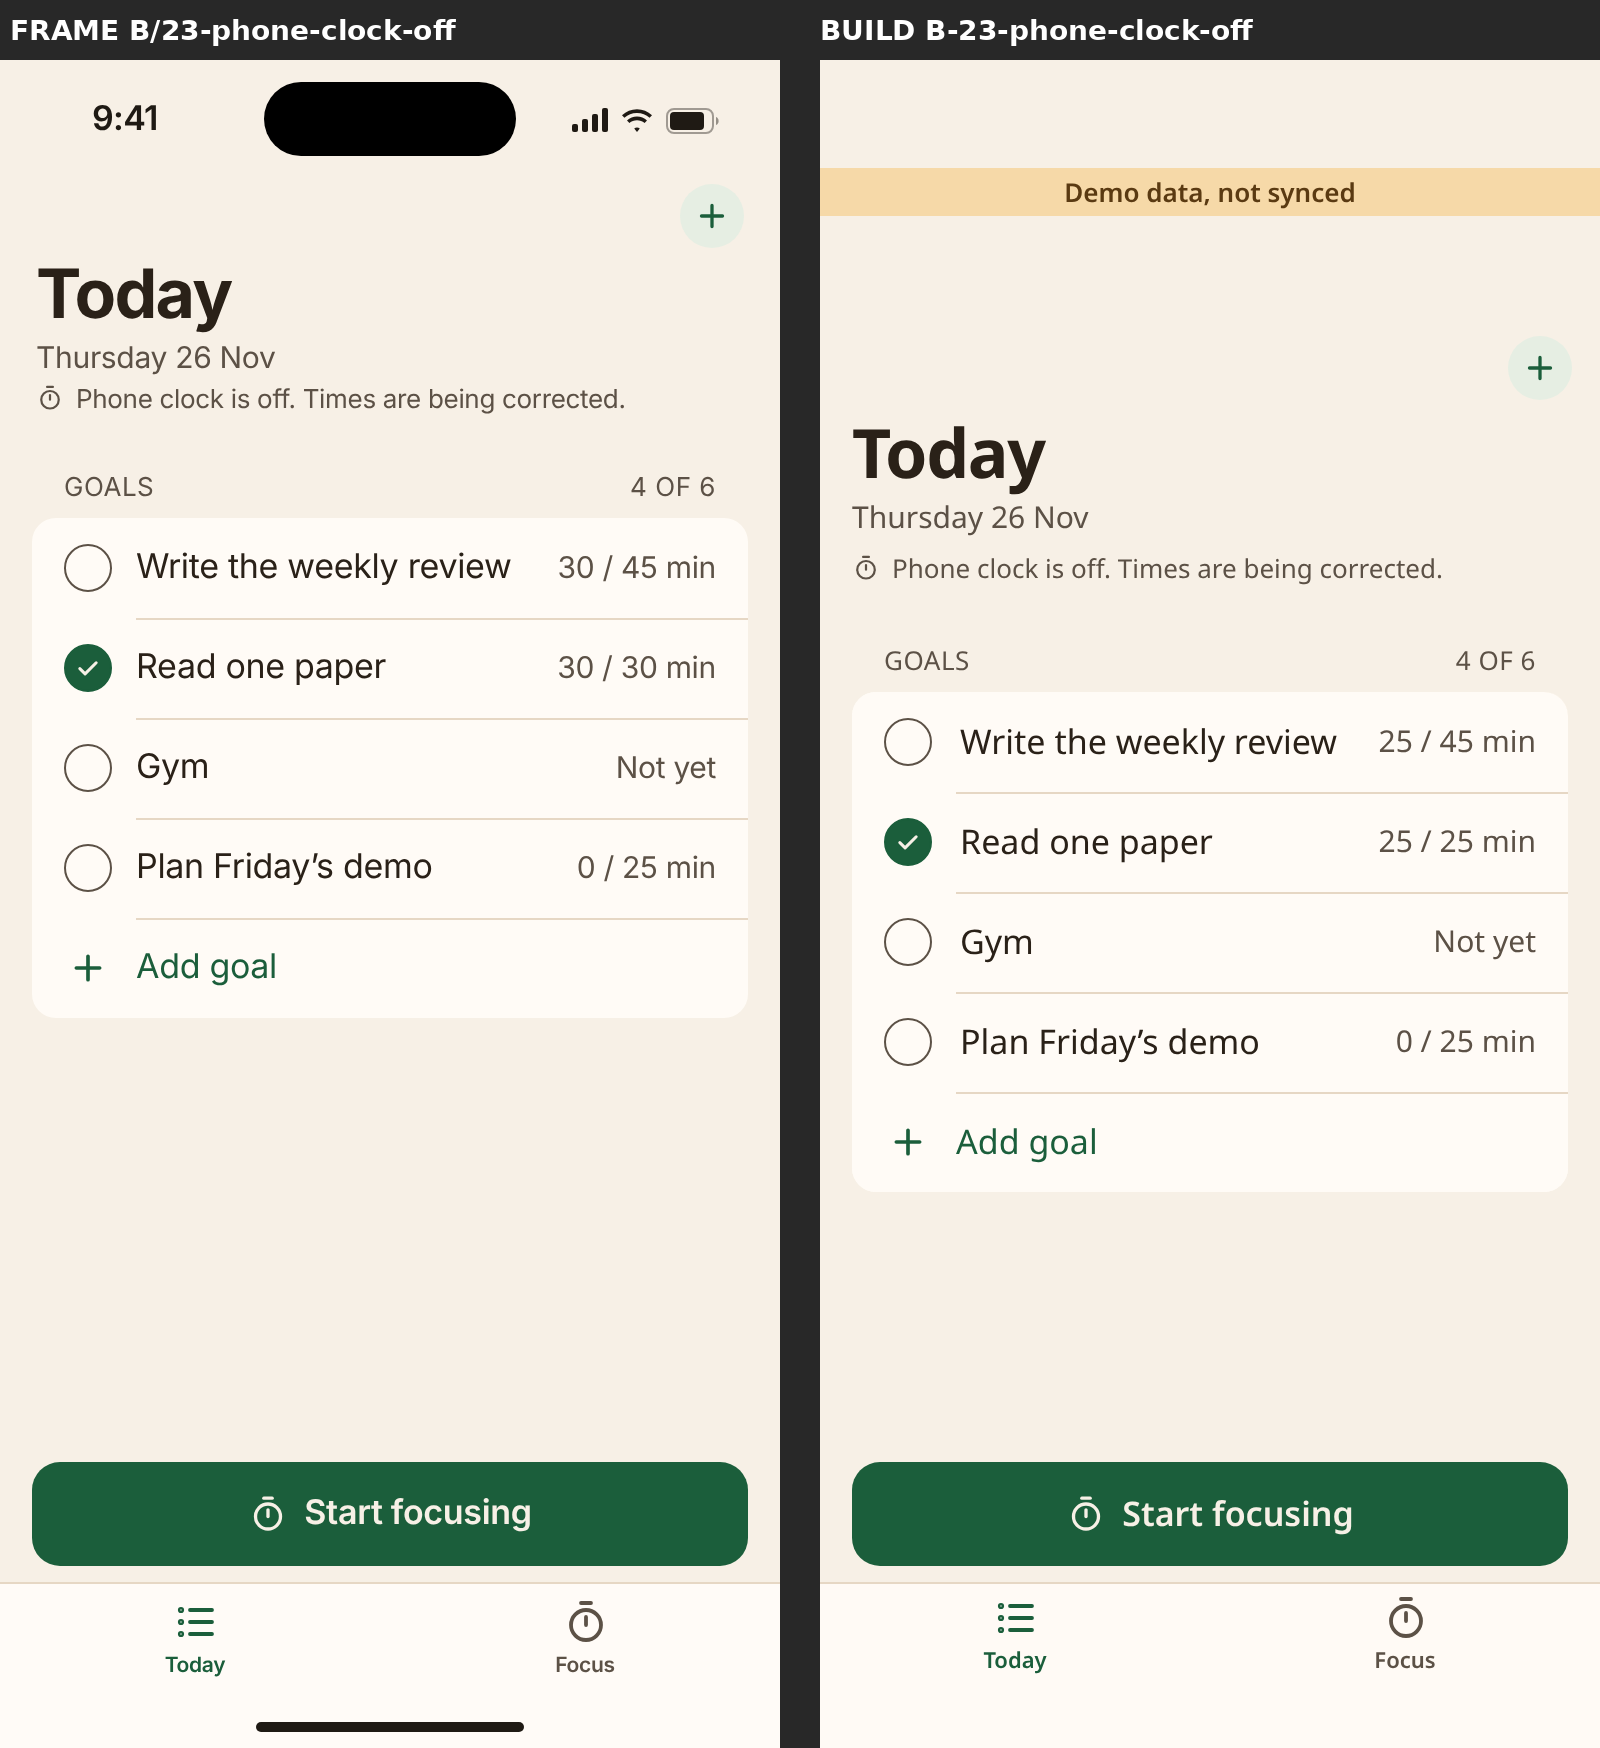 FRAME B/23-phone-clock-off
9:41
Today
Thursday 26 Nov
Phone clock is off. Times are being corrected.
GOALS 4 OF 6
Write the weekly review 30 / 45 min
Read one paper 30 / 30 min
Gym Not yet
Plan Friday’s demo 0 / 25 min
Add goal
Start focusing
Today Focus
BUILD B-23-phone-clock-off
Demo data, not synced
Today
Thursday 26 Nov
Phone clock is off. Times are being corrected.
GOALS 4 OF 6
Write the weekly review 25 / 45 min
Read one paper 25 / 25 min
Gym Not yet
Plan Friday’s demo 0 / 25 min
Add goal
Start focusing
Today Focus